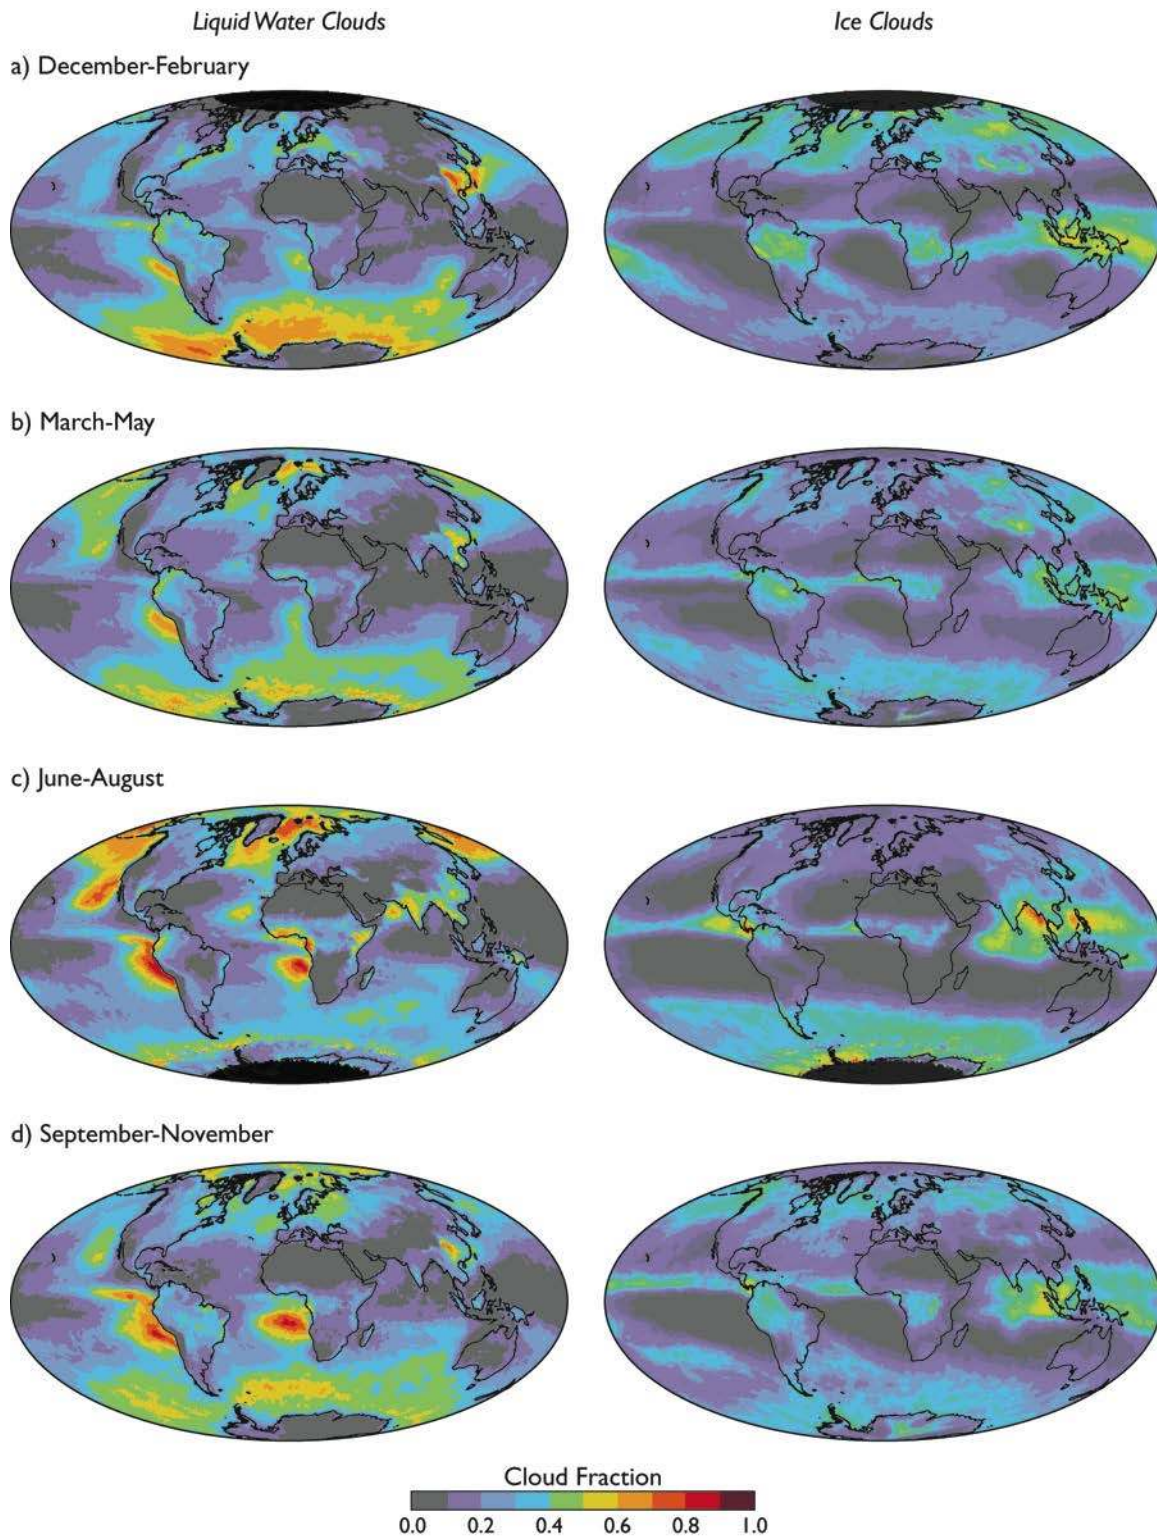 Liquid Water Clouds Ice Clouds
a) December-February
b) March-May
c) June-August
d) September-November
Cloud Fraction
0.0 0.2 0.4 0.6 0.8 1.0